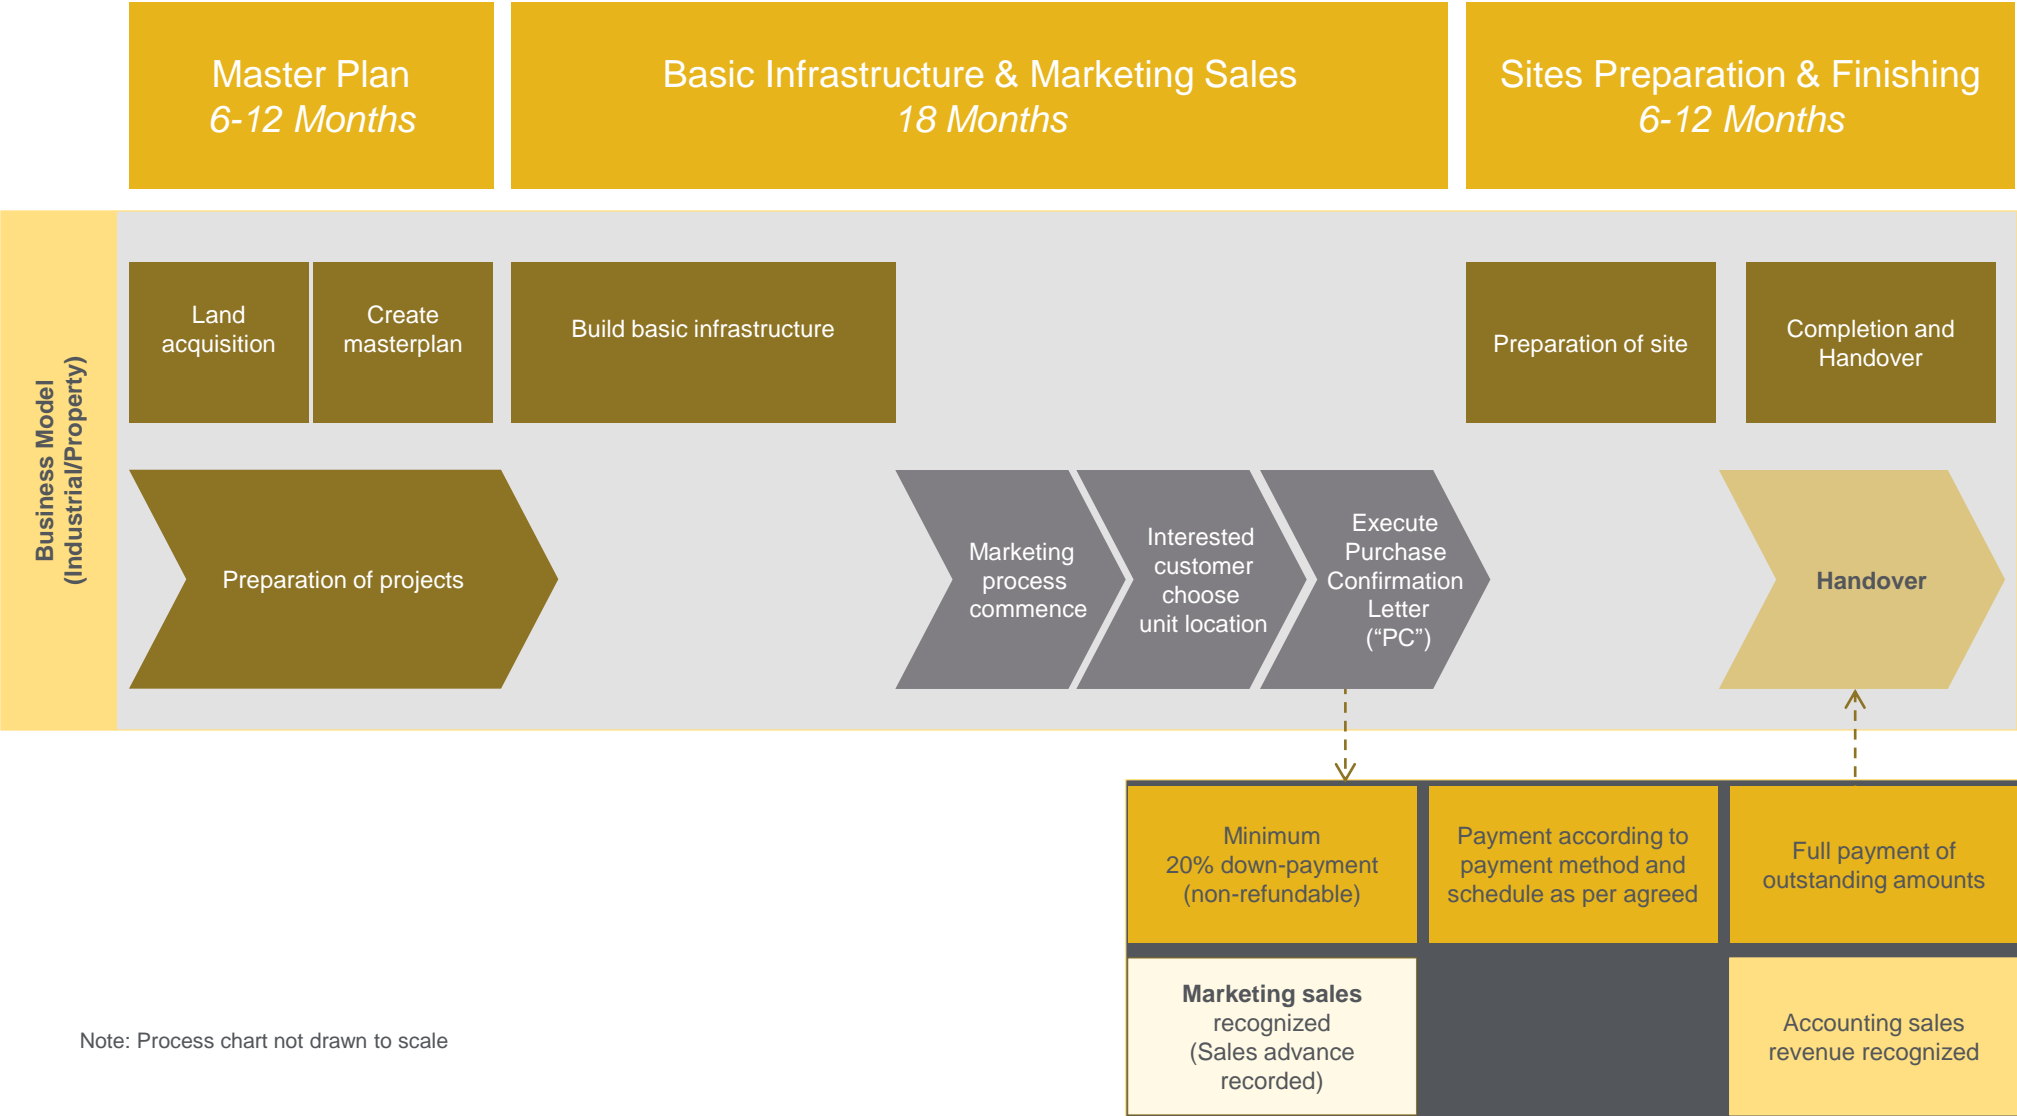 Master Plan
6-12 Months
Basic Infrastructure & Marketing Sales
18 Months
Sites Preparation & Finishing
6-12 Months
Business Model
(Industrial/Property)
Land
acquisition
Create
masterplan
Build basic infrastructure
Preparation of site
Completion and
Handover
Preparation of projects
Marketing
process
commence
Interested
customer
choose
unit location
Execute
Purchase
Confirmation
Letter
(“PC”)
Handover
Minimum
20% down-payment
(non-refundable)
Payment according to
payment method and
schedule as per agreed
Full payment of
outstanding amounts
Marketing sales
recognized
(Sales advance
recorded)
Accounting sales
revenue recognized
Note: Process chart not drawn to scale